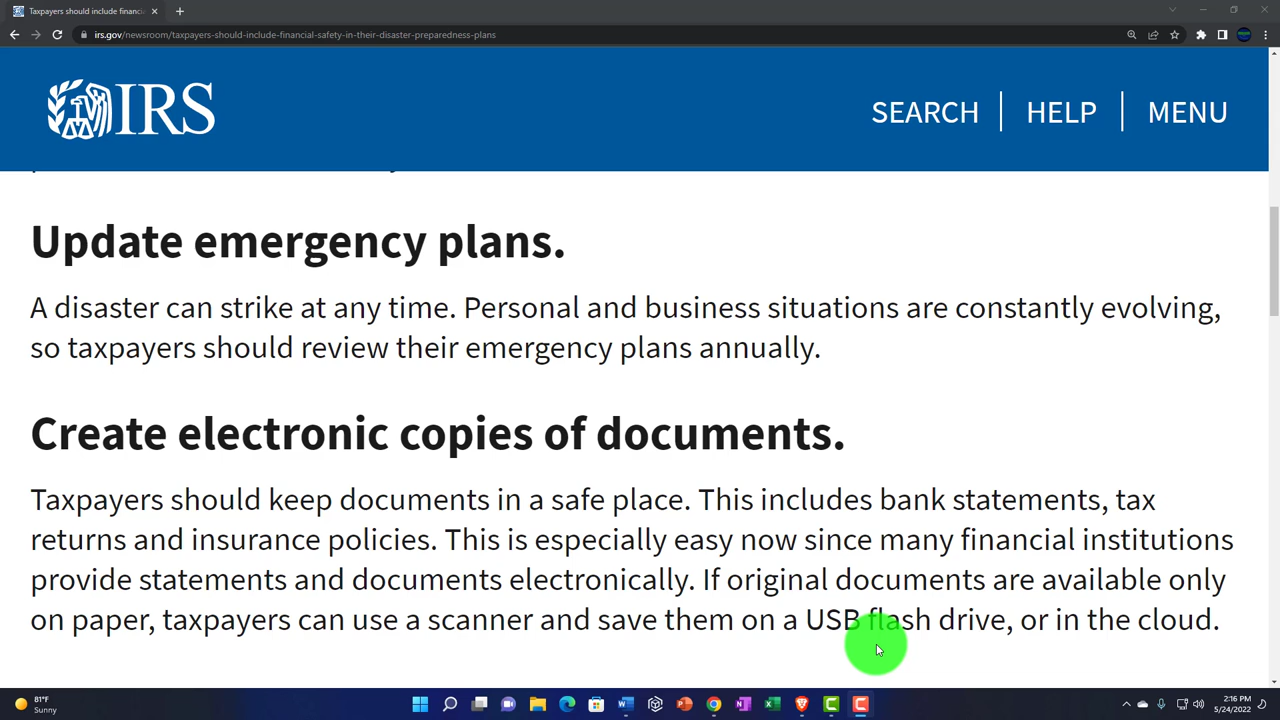 Taxpayers should include financi
irs.gov/newsroom/taxpayers-should-include-financial-safety-in-their-disaster-preparedness-plans
IRS
SEARCH
HELP
MENU
Update emergency plans.
A disaster can strike at any time. Personal and business situations are constantly evolving,
so taxpayers should review their emergency plans annually.
Create electronic copies of documents.
Taxpayers should keep documents in a safe place. This includes bank statements, tax
returns and insurance policies. This is especially easy now since many financial institutions
provide statements and documents electronically. If original documents are available only
on paper, taxpayers can use a scanner and save them on a USB flash drive, or in the cloud.
81°F
Sunny
2:16 PM
5/24/2022